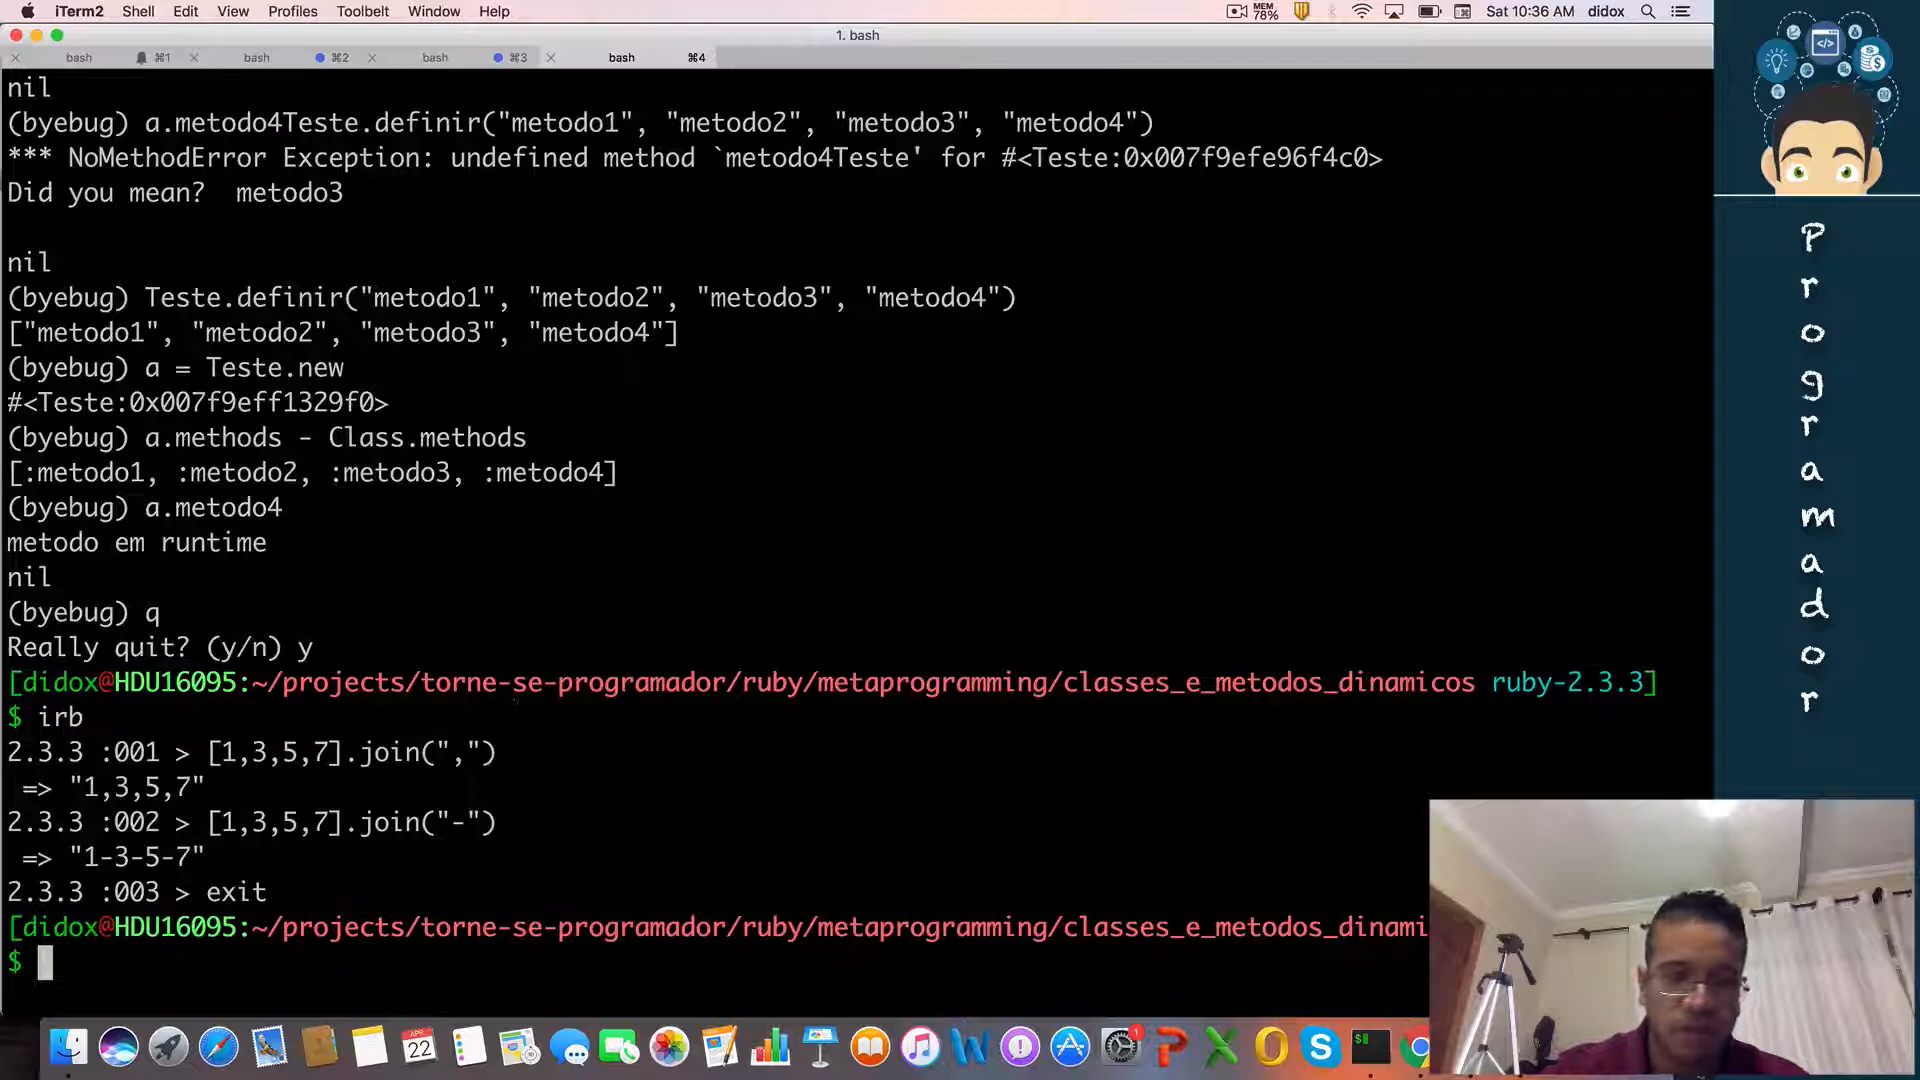 iTerm2 Shell Edit View Profiles Toolbelt Window Help
MEM 78% Sat 10:36 AM didox
1. bash
bash ⌘1 bash ⌘2 bash ⌘3 bash ⌘4
nil
(byebug) a.metodo4Teste.definir("metodo1", "metodo2", "metodo3", "metodo4")
*** NoMethodError Exception: undefined method `metodo4Teste' for #<Teste:0x007f9efe96f4c0>
Did you mean?  metodo3
nil
(byebug) Teste.definir("metodo1", "metodo2", "metodo3", "metodo4")
["metodo1", "metodo2", "metodo3", "metodo4"]
(byebug) a = Teste.new
#<Teste:0x007f9eff1329f0>
(byebug) a.methods - Class.methods
[:metodo1, :metodo2, :metodo3, :metodo4]
(byebug) a.metodo4
metodo em runtime
nil
(byebug) q
Really quit? (y/n) y
[didox@HDU16095:~/projects/torne-se-programador/ruby/metaprogramming/classes_e_metodos_dinamicos ruby-2.3.3]
$ irb
2.3.3 :001 > [1,3,5,7].join(",")
=> "1,3,5,7"
2.3.3 :002 > [1,3,5,7].join("-")
=> "1-3-5-7"
2.3.3 :003 > exit
[didox@HDU16095:~/projects/torne-se-programador/ruby/metaprogramming/classes_e_metodos_dinami
$
Programador
APR
22
1